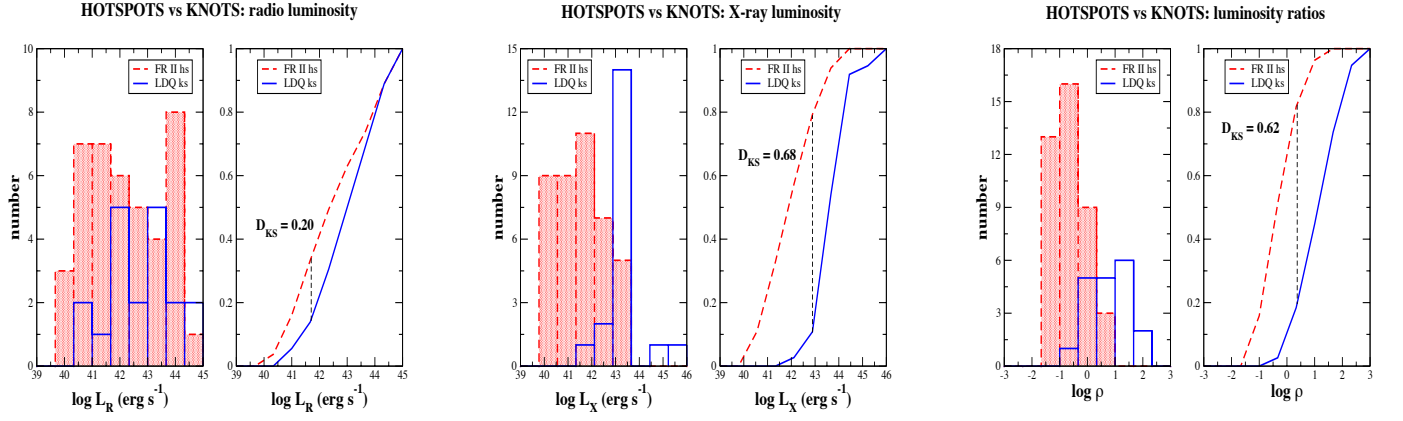 HOTSPOTS vs KNOTS: radio luminosity
10
8
6
4
2
0
number
FR II hs
LDQ ks
39 40 41 42 43 44 45
log L_R (erg s^-1)
1
0.8
0.6
0.4
0.2
0
FR II hs
LDQ ks
D_KS = 0.20
39 41 42 43 45
log L_R (erg s^-1)
HOTSPOTS vs KNOTS: X-ray luminosity
15
12
9
6
3
0
number
FR II hs
LDQ ks
39 40 41 42 43 45 46
log L_X (erg s^-1)
1
0.8
0.6
0.4
0.2
0
FR II hs
LDQ ks
D_KS = 0.68
39 40 41 42 43 45 46
log L_X (erg s^-1)
HOTSPOTS vs KNOTS: luminosity ratios
18
15
12
9
6
3
0
number
FR II hs
LDQ ks
-3 -2 0 1 3
log ρ
1
0.8
0.6
0.4
0.2
0
FR II hs
LDQ ks
D_KS = 0.62
-3 -2 -1 0 1 2 3
log ρ